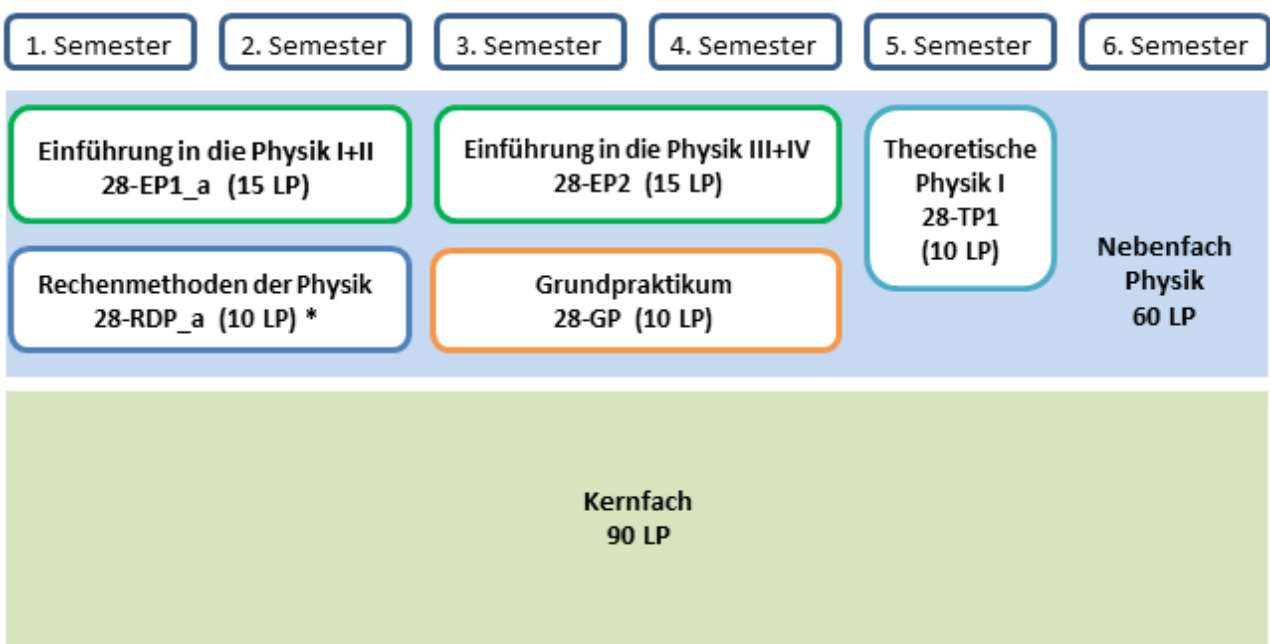 1. Semester
2. Semester
3. Semester
4. Semester
5. Semester
6. Semester
Einführung in die Physik I+II
28-EP1_a (15 LP)
Einführung in die Physik III+IV
28-EP2 (15 LP)
Theoretische
Physik I
28-TP1
(10 LP)
Rechenmethoden der Physik
28-RDP_a (10 LP) *
Grundpraktikum
28-GP (10 LP)
Nebenfach
Physik
60 LP
Kernfach
90 LP